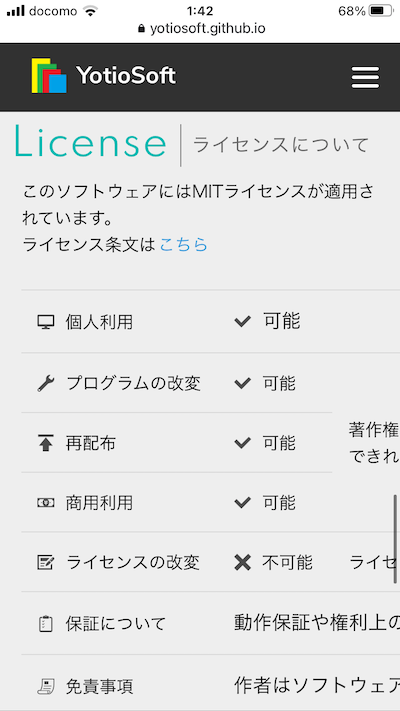 docomo 1:42 68%
yotiosoft.github.io
YotioSoft
License ライセンスについて
このソフトウェアにはMITライセンスが適用さ
れています。
ライセンス条文はこちら
個人利用 可能
プログラムの改変 可能
再配布 可能
著作権
できれ
商用利用 可能
ライセンスの改変 不可能 ライセ
保証について 動作保証や権利上の
免責事項 作者はソフトウェア